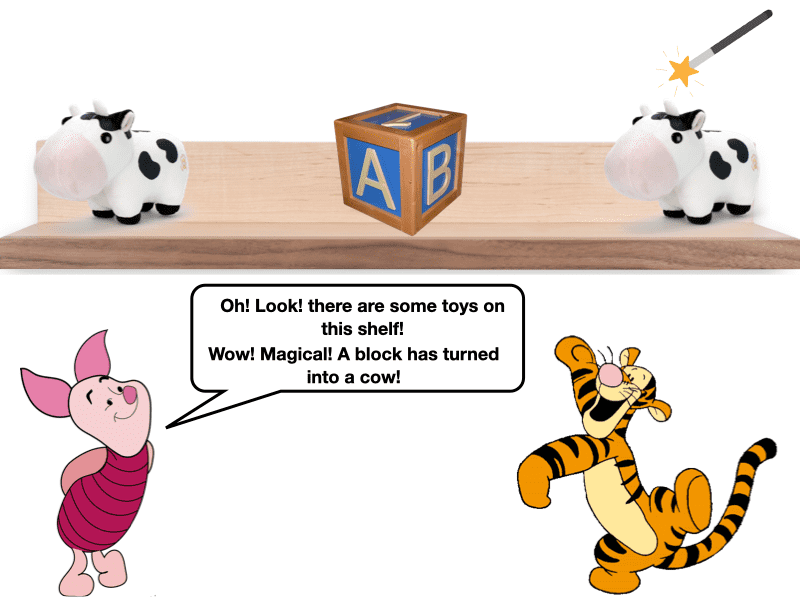 Z
A B
Oh! Look! there are some toys on
this shelf!
Wow! Magical! A block has turned
into a cow!